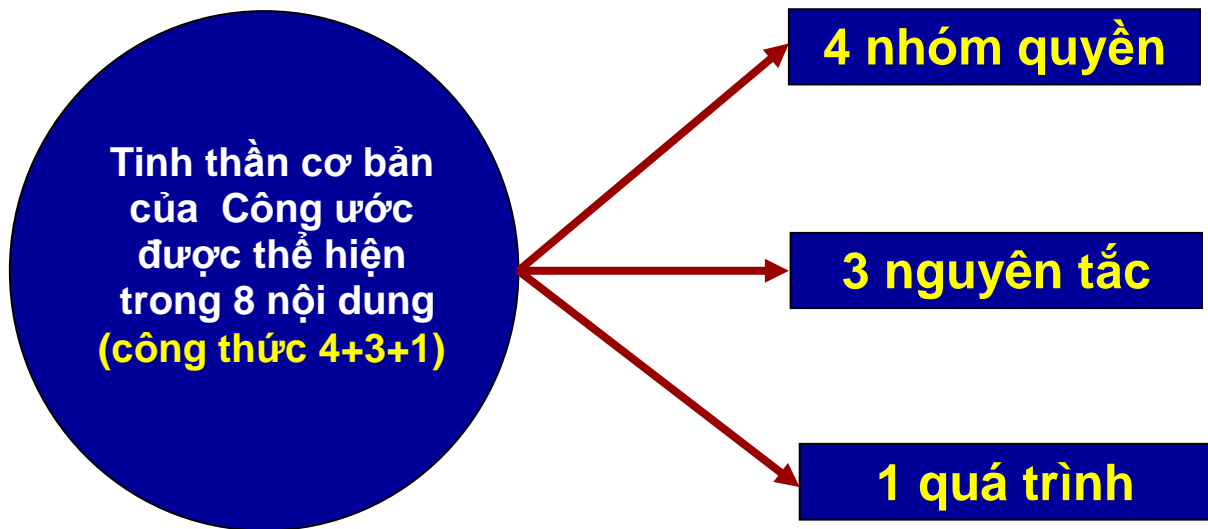 Tinh thần cơ bản
của Công ước
được thể hiện
trong 8 nội dung
(công thức 4+3+1)
4 nhóm quyền
3 nguyên tắc
1 quá trình